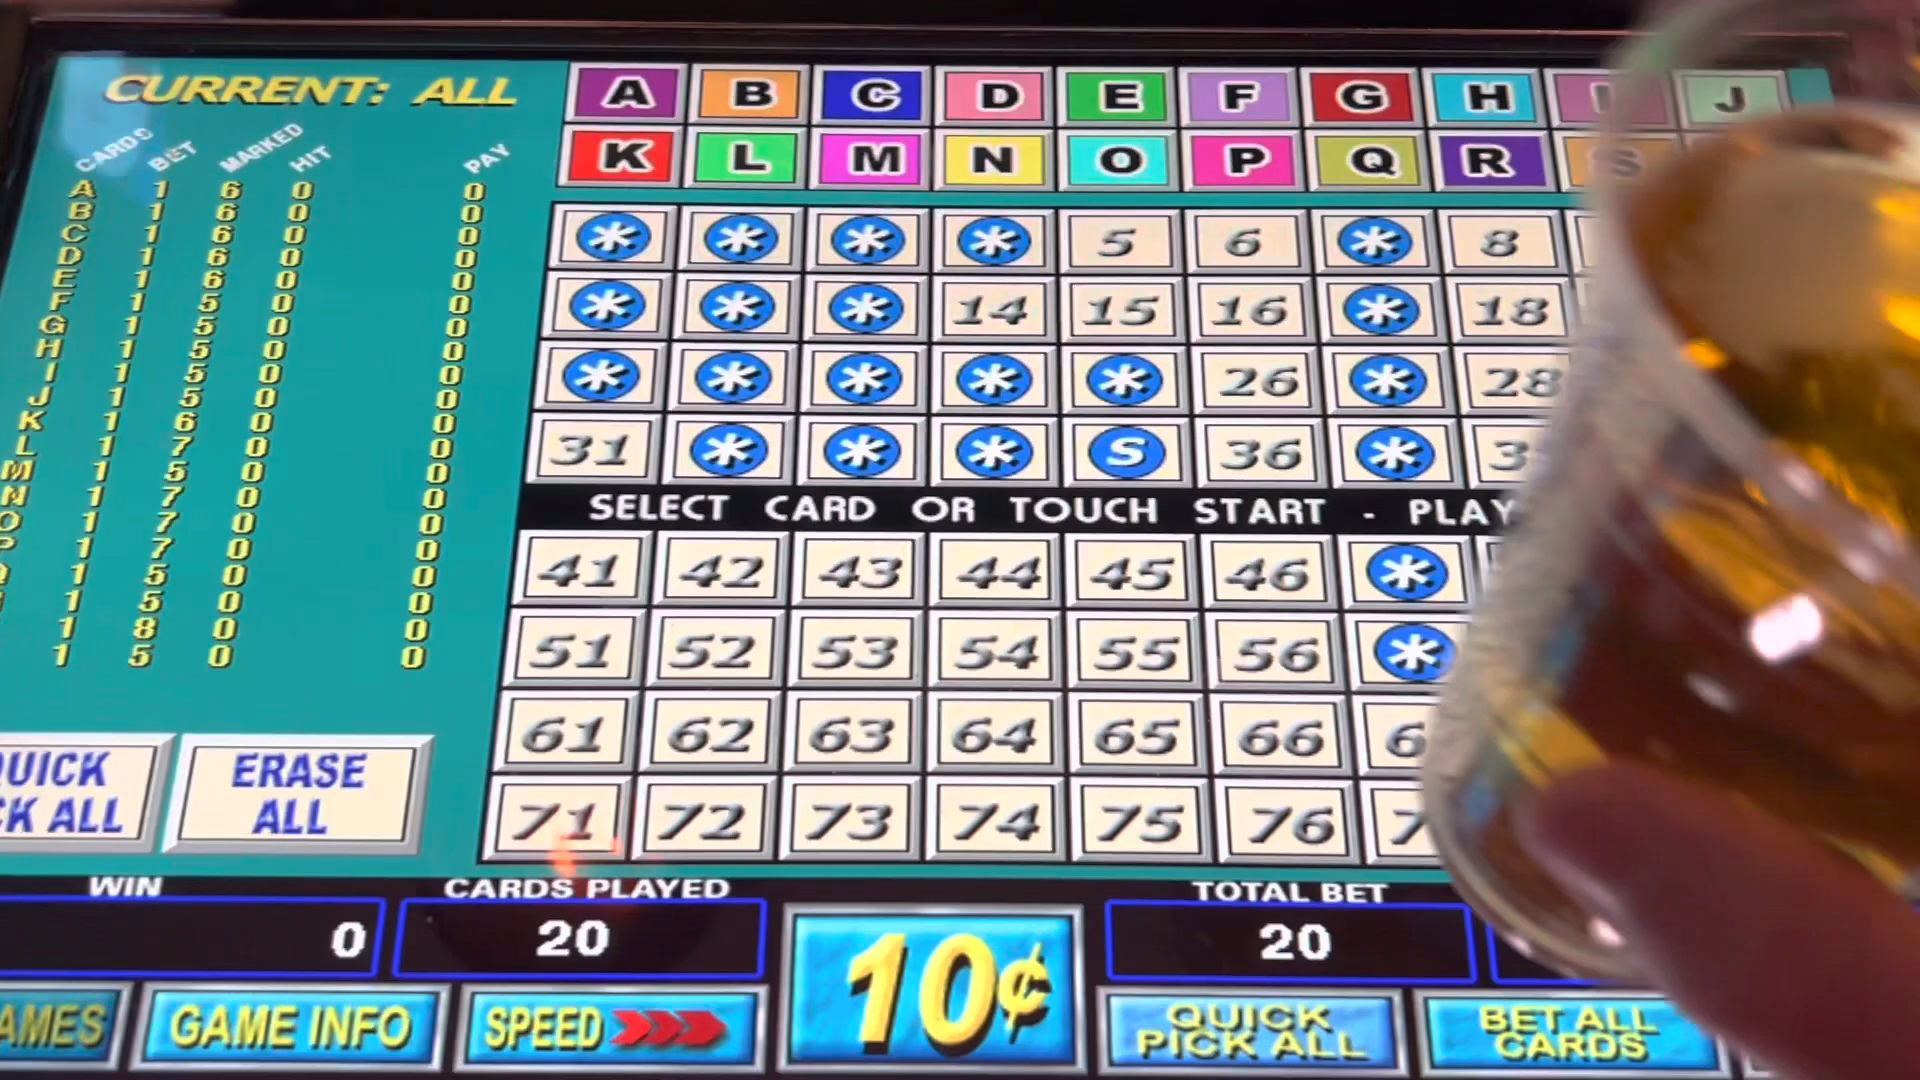 CURRENT: ALL
CARDS BET MARKED HIT PAY
A 1 6 0 0
B 1 6 0 0
C 1 6 0 0
D 1 6 0 0
E 1 6 0 0
F 1 5 0 0
G 1 5 0 0
H 1 5 0 0
I 1 5 0 0
J 1 5 0 0
K 1 6 0 0
L 1 7 0 0
M 1 5 0 0
N 1 7 0 0
O 1 7 0 0
P 1 7 0 0
Q 1 5 0 0
1 5 0 0
1 8 0 0
1 5 0 0
A B C D E F G H I J
K L M N O P Q R S
5 6 8
14 15 16 18
26 28
31 S 36
SELECT CARD OR TOUCH START - PLAY
41 42 43 44 45 46
51 52 53 54 55 56
61 62 63 64 65 66
71 72 73 74 75 76
QUICK
PICK ALL
ERASE
ALL
WIN
0
CARDS PLAYED
20
10¢
TOTAL BET
20
GAMES
GAME INFO
SPEED
QUICK
PICK ALL
BET ALL
CARDS